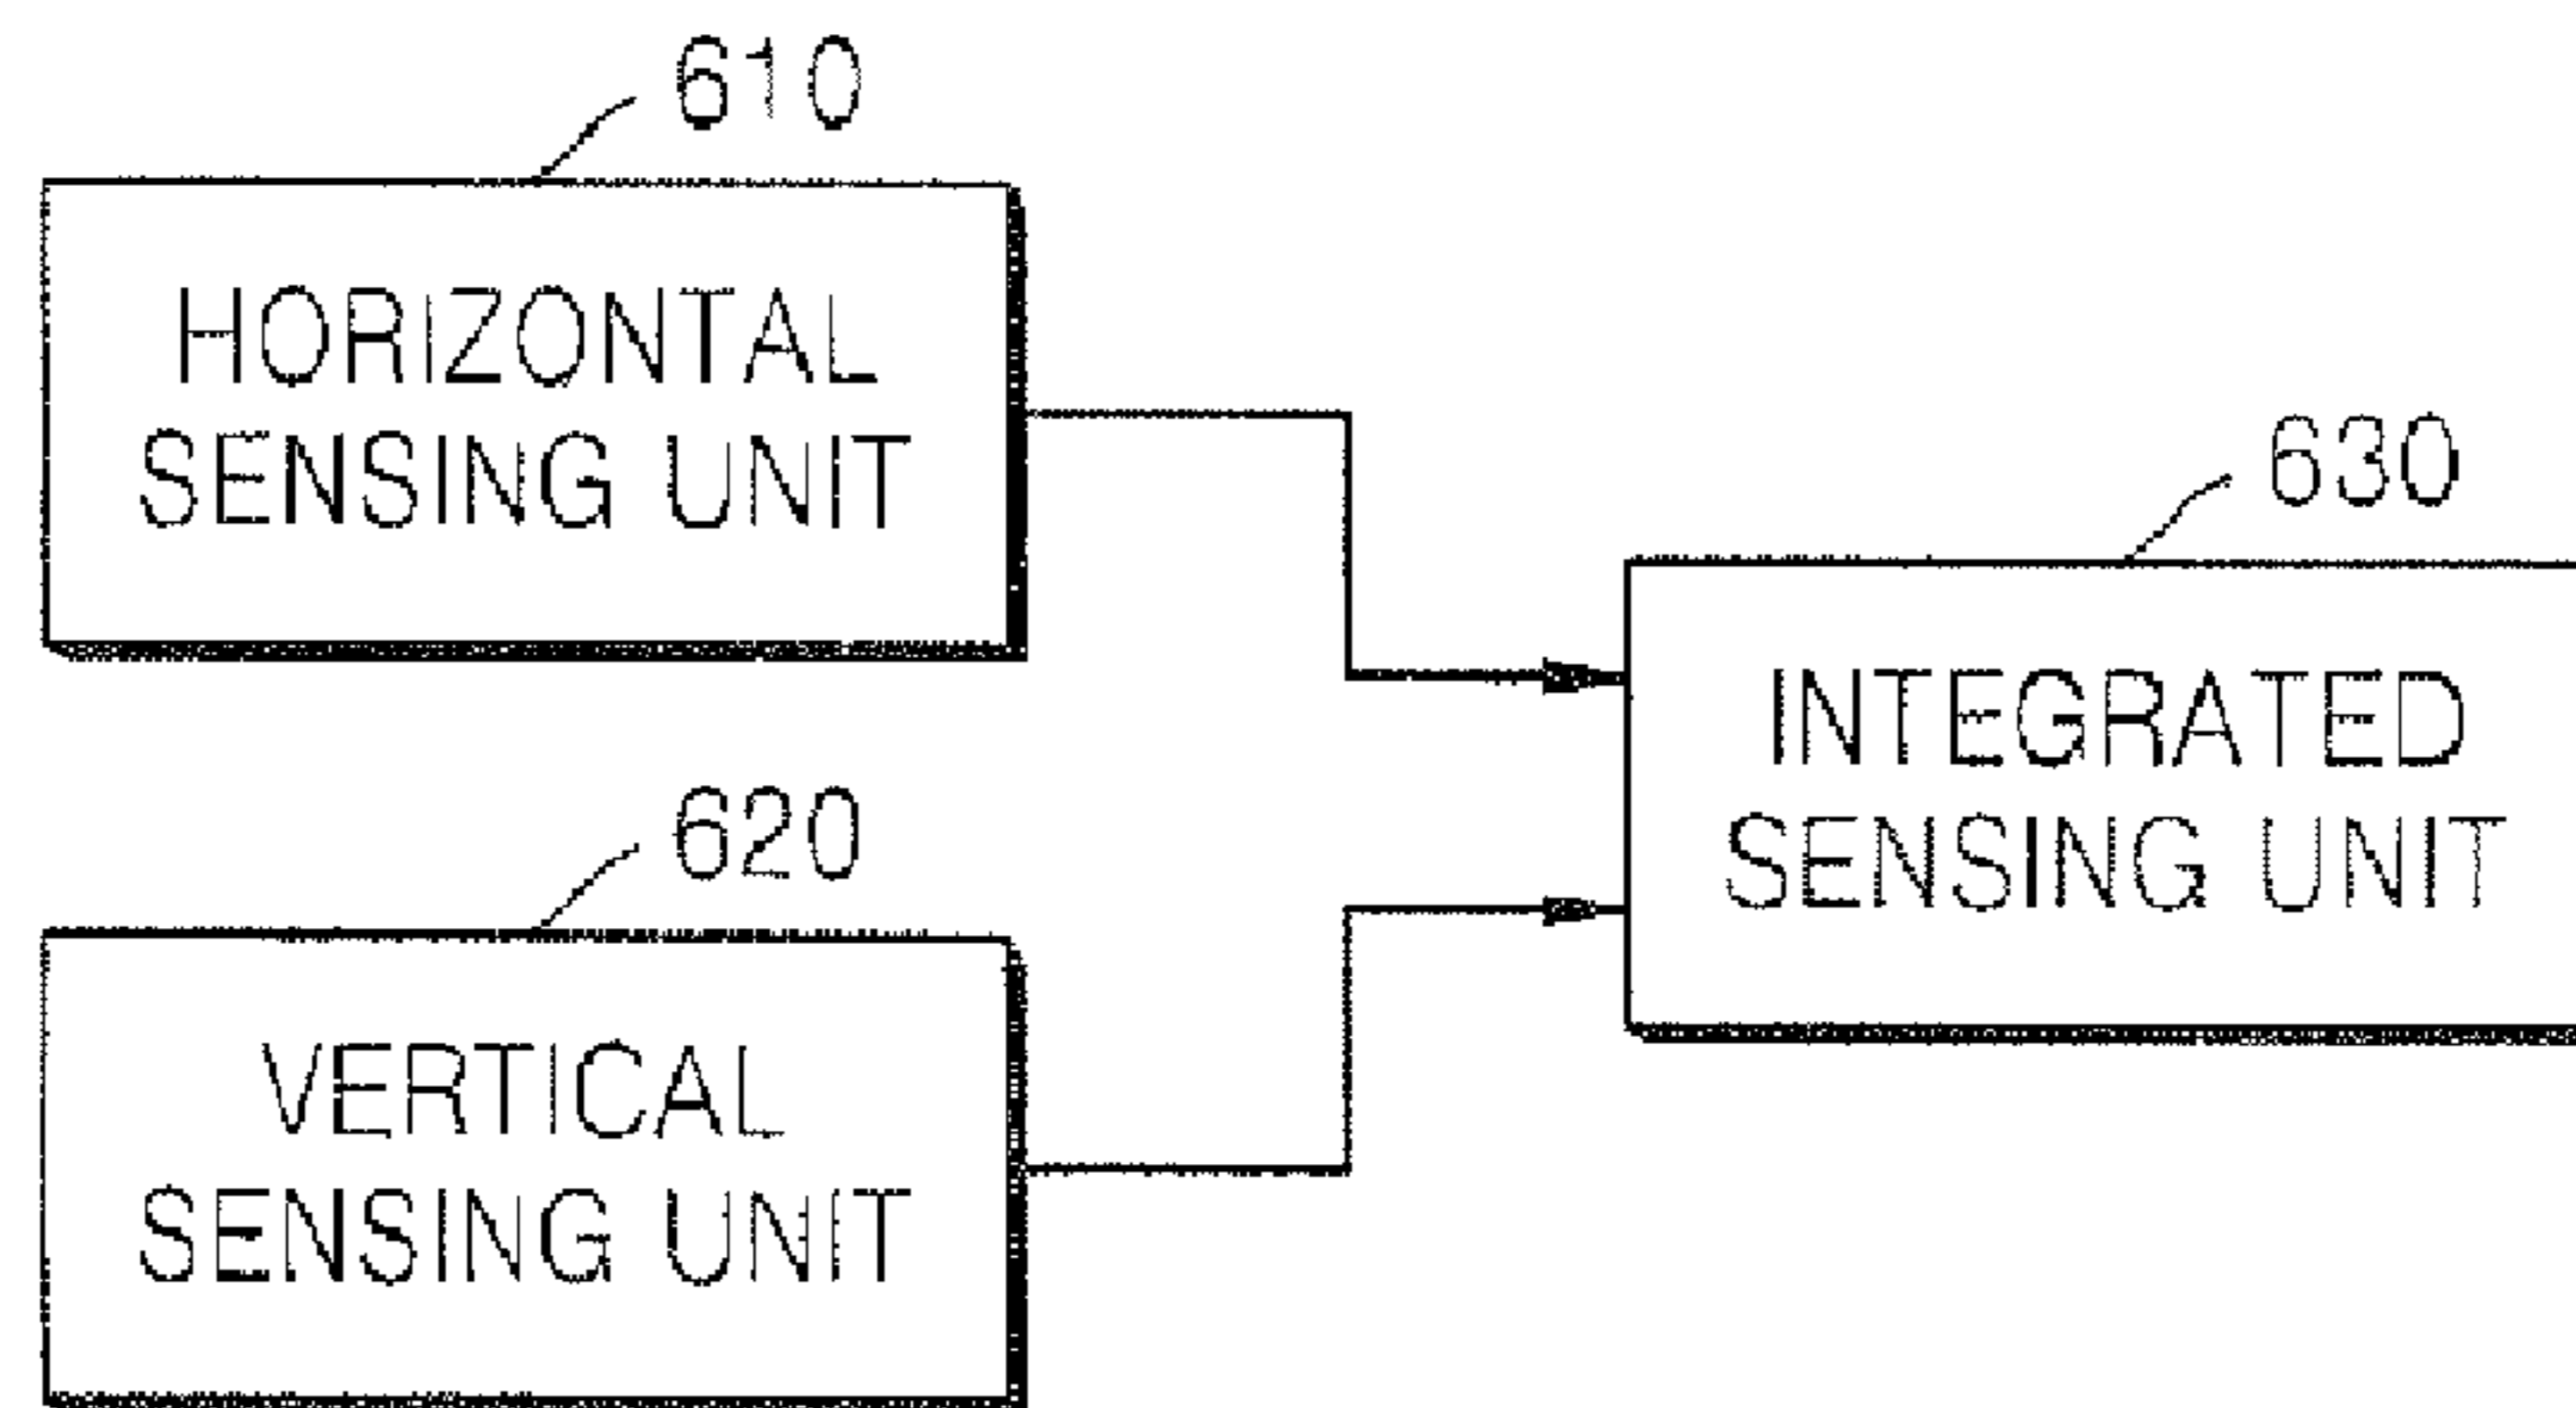 610
HORIZONTAL
SENSING UNIT
630
INTEGRATED
SENSING UNIT
620
VERTICAL
SENSING UNIT